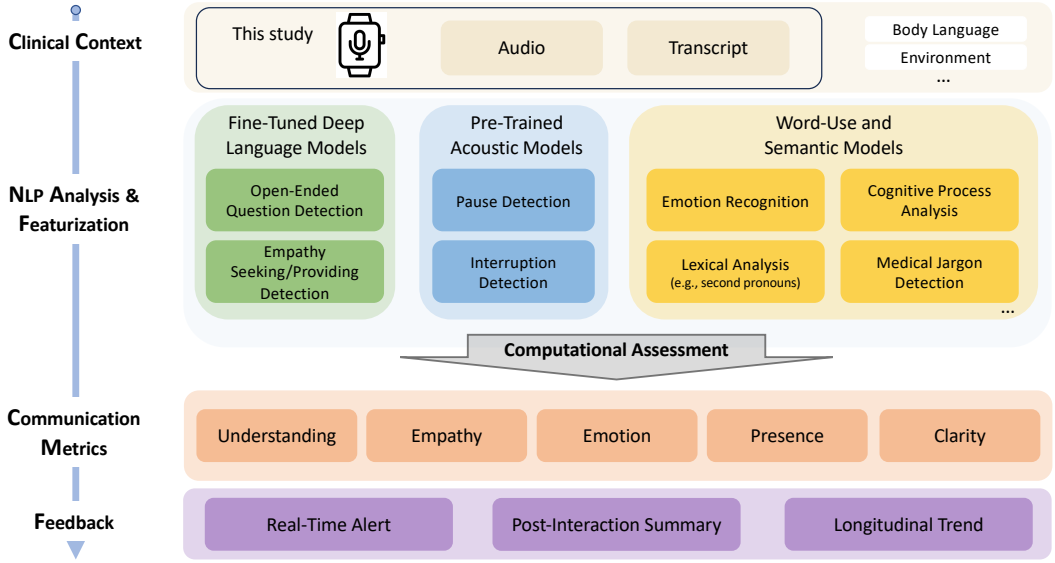 Clinical Context
This study
Audio
Transcript
Body Language
Environment
...
NLP Analysis &
Featurization
Fine-Tuned Deep
Language Models
Open-Ended
Question Detection
Empathy
Seeking/Providing
Detection
Pre-Trained
Acoustic Models
Pause Detection
Interruption
Detection
Word-Use and
Semantic Models
Emotion Recognition
Cognitive Process
Analysis
Lexical Analysis
(e.g., second pronouns)
Medical Jargon
Detection
...
Computational Assessment
Communication
Metrics
Understanding
Empathy
Emotion
Presence
Clarity
Feedback
Real-Time Alert
Post-Interaction Summary
Longitudinal Trend